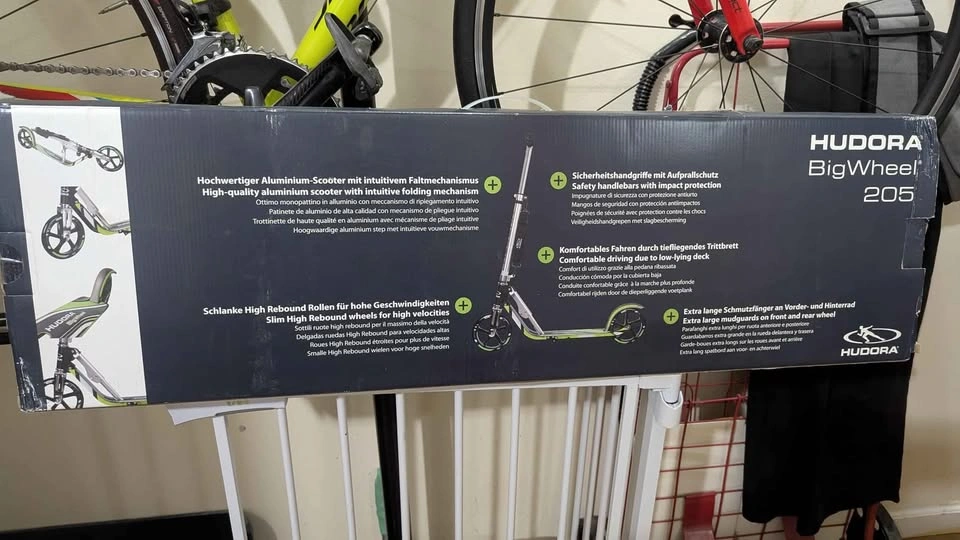 HUDORA
BigWheel
205
Hochwertiger Aluminium-Scooter mit intuitivem Faltmechanismus
High-quality aluminium scooter with intuitive folding mechanism
Ottimo monopattino in alluminio con meccanismo di ripiegamento intuitivo
Patinete de aluminio de alta calidad con mecanismo de pliegue intuitivo
Trottinette de haute qualité en aluminium avec mécanisme de pliage intuitive
Hoogwaardige aluminium step met intuitieve vouwmechanisme
Sicherheitshandgriffe mit Aufprallschutz
Safety handlebars with impact protection
Impugnature di sicurezza con protezione antiurto
Mangos de seguridad con protección antiimpactos
Poignées de sécurité avec protection contre les chocs
Veiligheidshandgrepen met slagbescherming
Komfortables Fahren durch tiefliegendes Trittbrett
Comfortable driving due to low-lying deck
Comfort di utilizzo grazie alla pedana ribassata
Conducción cómoda por la cubierta baja
Conduite confortable grâce à la marche plus profonde
Comfortabel rijden door de dieperliggende voetplank
Schlanke High Rebound Rollen für hohe Geschwindigkeiten
Slim High Rebound wheels for high velocities
Sottili ruote high rebound per il massimo della velocità
Delgadas ruedas High Rebound para velocidades altas
Roues High Rebound étroites pour plus de vitesse
Smalle High Rebound wielen voor hoge snelheden
Extra lange Schmutzfänger an Vorder- und Hinterrad
Extra large mudguards on front and rear wheel
Parafanghi extra lunghi per ruota anteriore e posteriore
Guardabarros extra grande en la rueda delantera y trasera
Garde-boues extra longs sur les roues avant et arrière
Extra lang spatbord aan voor- en achterwiel
HUDORA
HUDORA